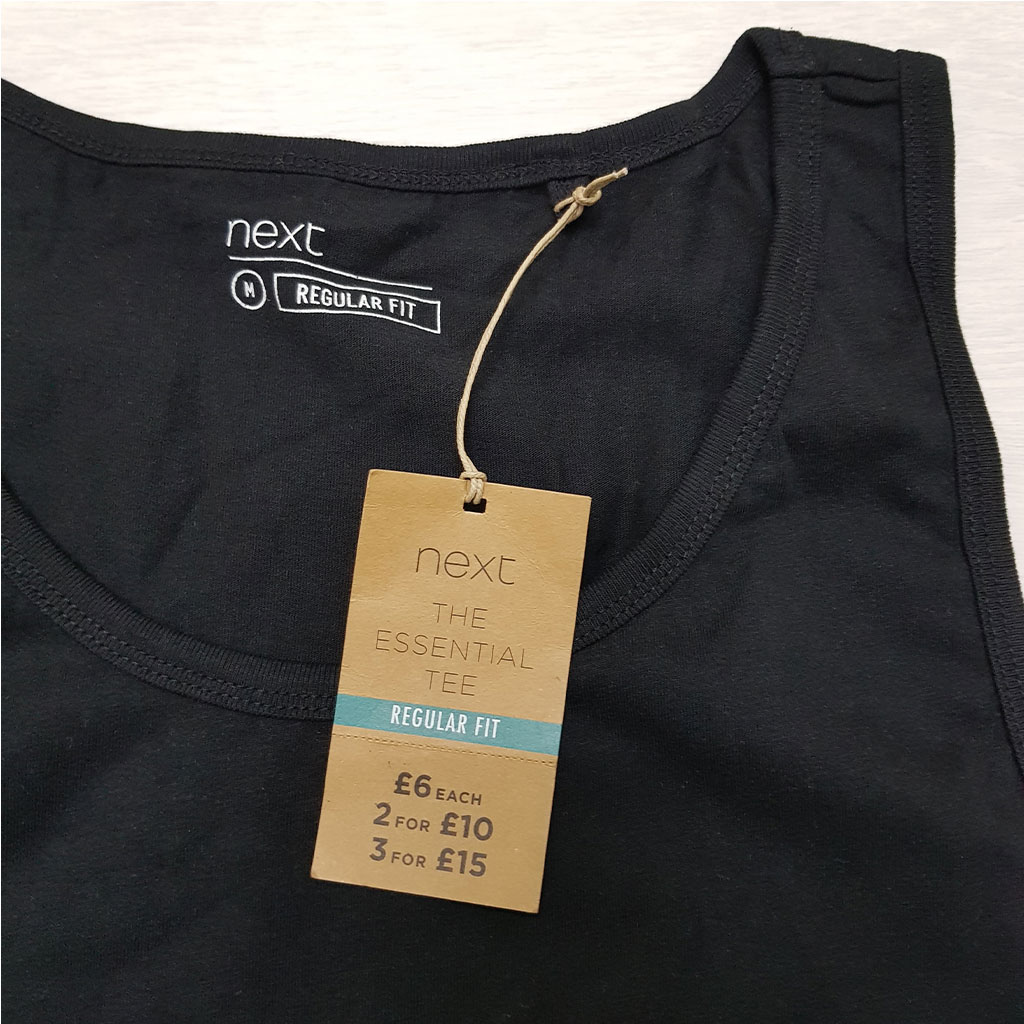 next
M REGULAR FIT
next
THE
ESSENTIAL
TEE
REGULAR FIT
£6 EACH
2 FOR £10
3 FOR £15